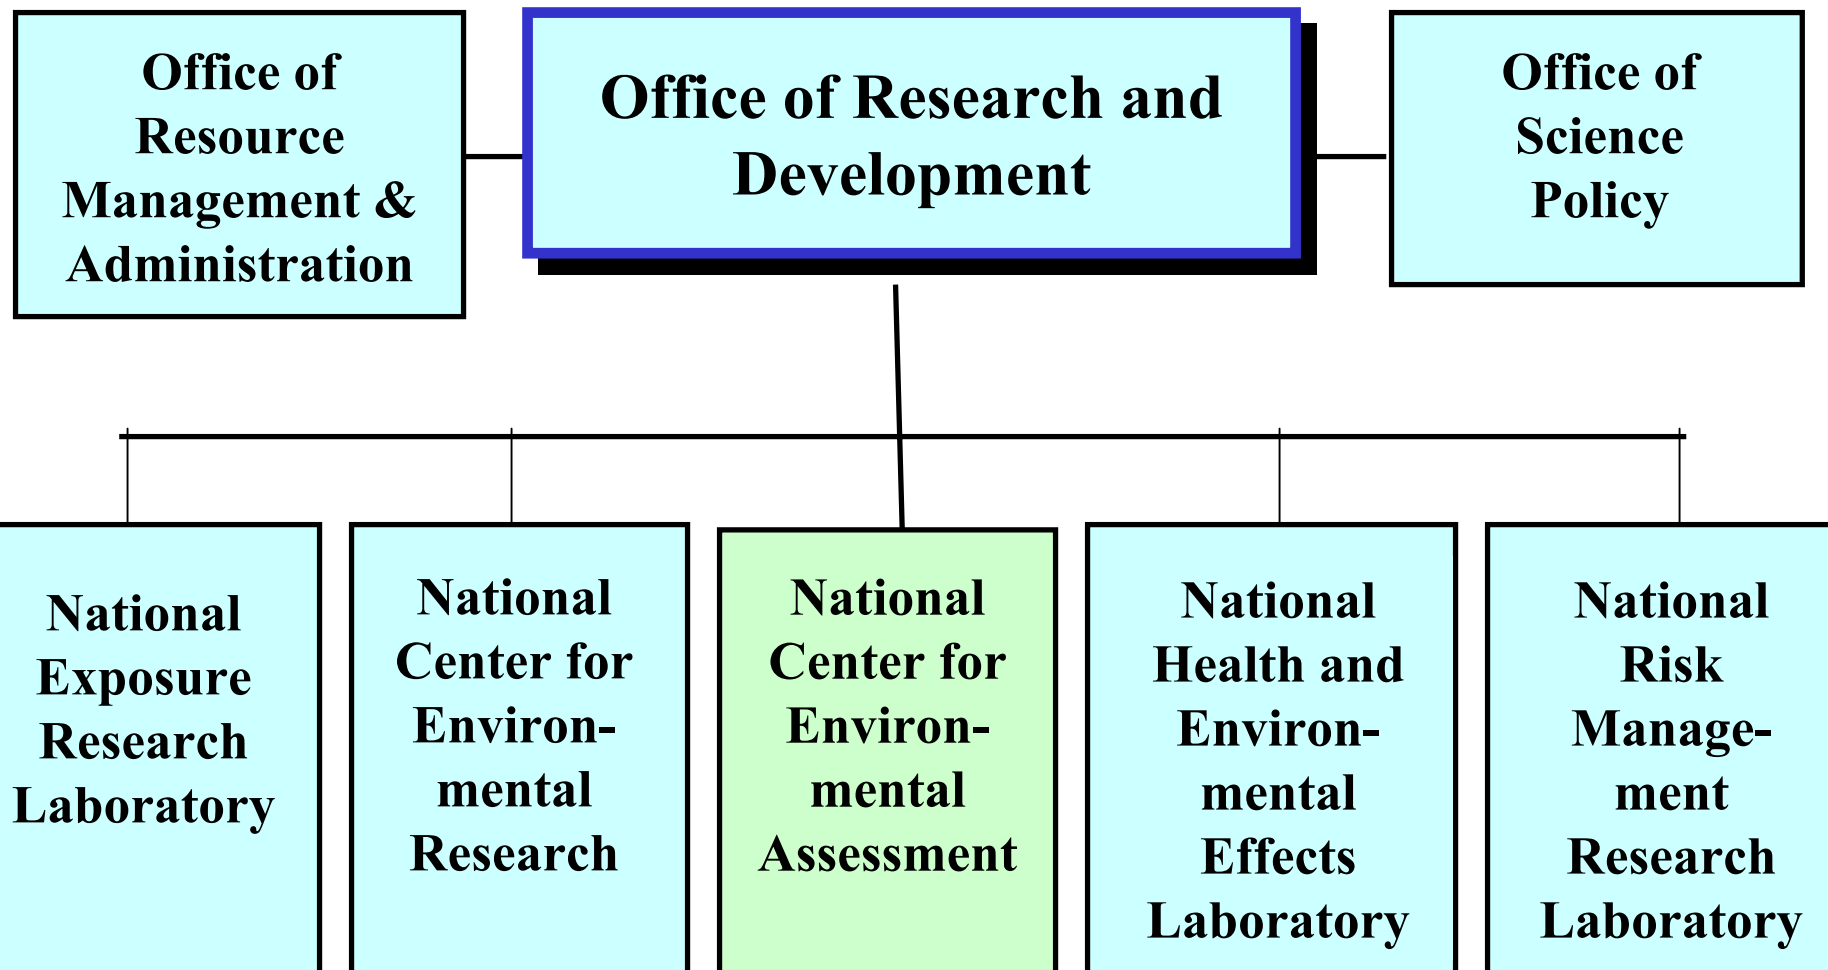 Office of
Resource
Management &
Administration
Office of Research and
Development
Office of
Science
Policy
National
Exposure
Research
Laboratory
National
Center for
Environ-
mental
Research
National
Center for
Environ-
mental
Assessment
National
Health and
Environ-
mental
Effects
Laboratory
National
Risk
Manage-
ment
Research
Laboratory